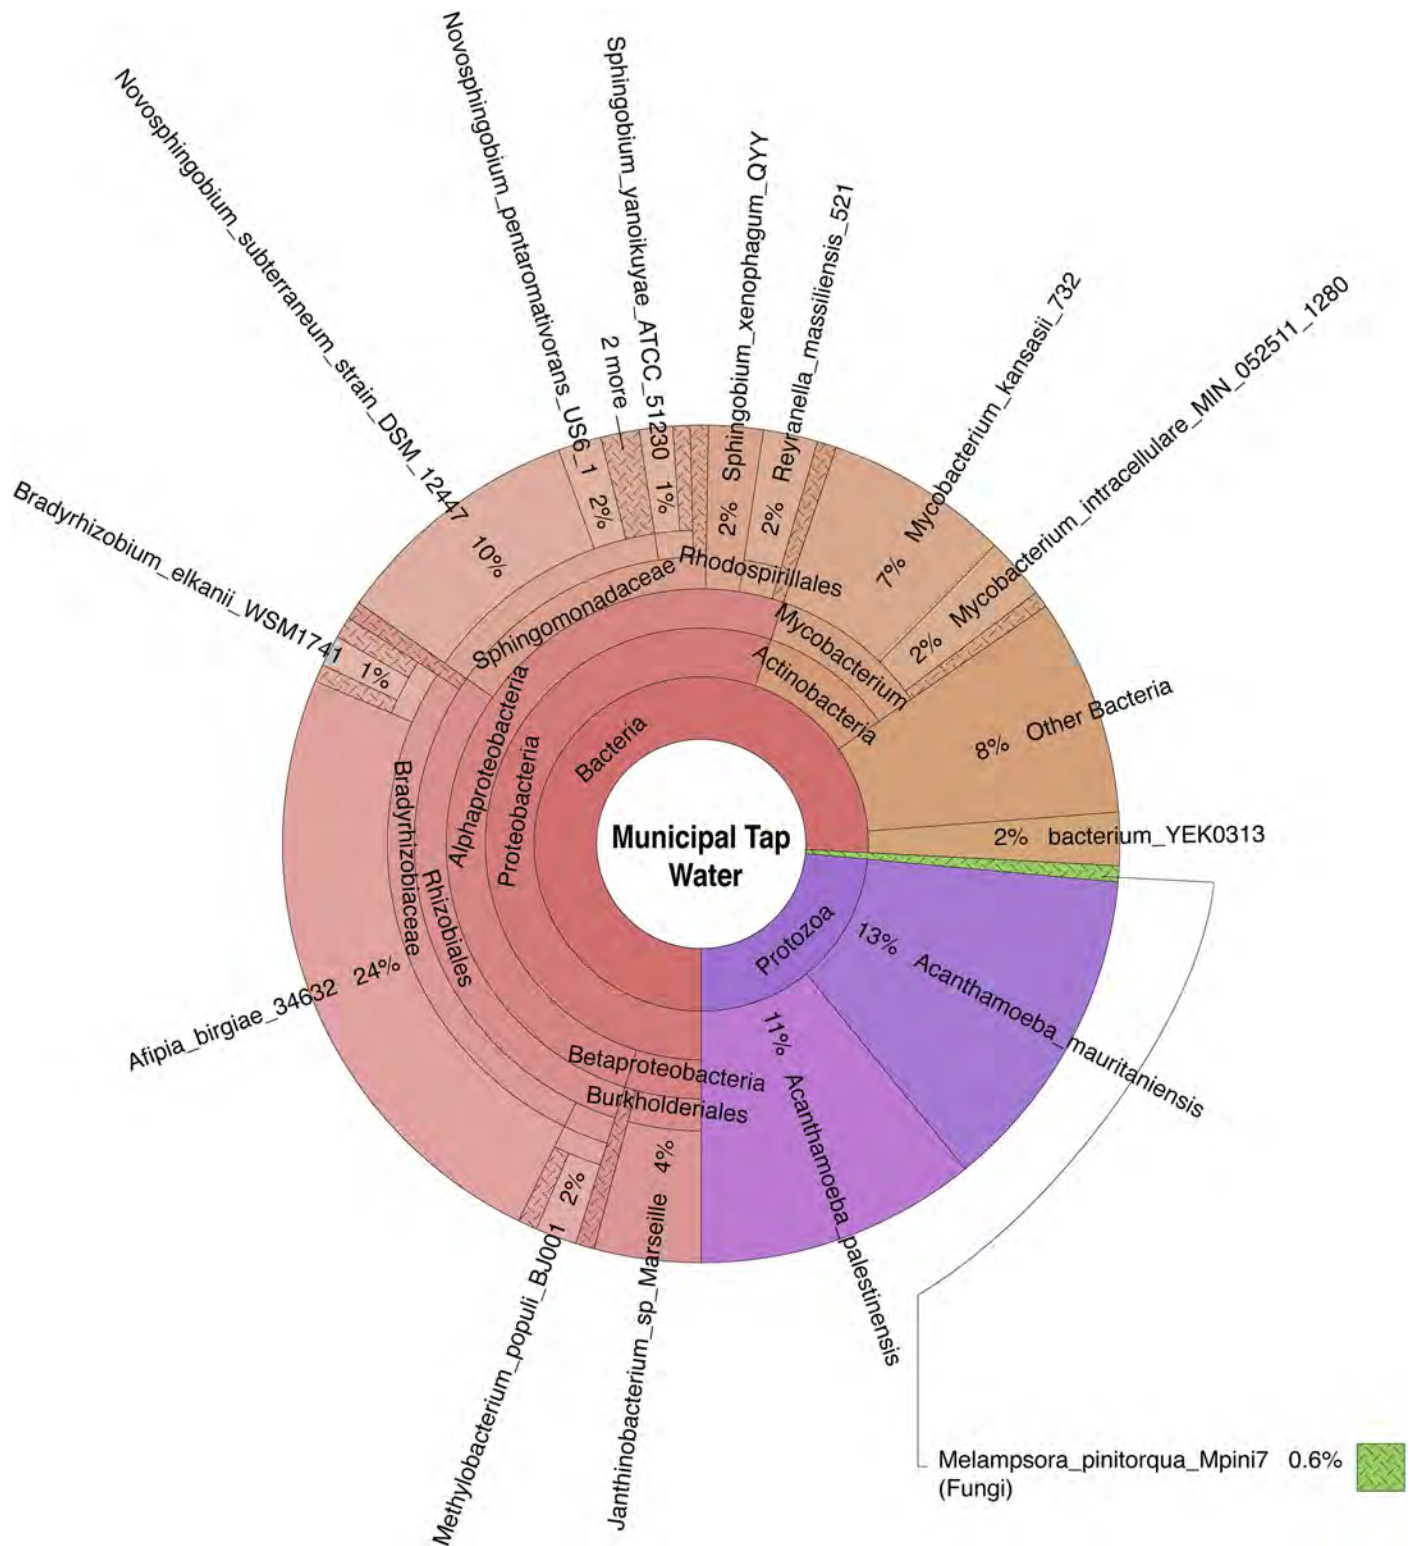 Novosphingobium_pentaromativorans_US6_1
2%
Sphingobium_yanoikuyae_ATCC_51230
1%
Novosphingobium_subterraneum_strain_DSM_12447
10%
2 more
2% Sphingobium_xenophagum_QYY
2% Reyranella_massiliensis_521
7% Mycobacterium_kansasii_732
2% Mycobacterium_intracellulare_MIN_052511_1280
Bradyrhizobium_elkanii_WSM1741
1%
Sphingomonadaceae
Rhodospirillales
Mycobacterium
Actinobacteria
8% Other Bacteria
2% bacterium_YEK0313
Bacteria
Proteobacteria
Alphaproteobacteria
Rhizobiales
Bradyrhizobiaceae
Municipal Tap
Water
Protozoa
13% Acanthamoeba_mauritaniensis
11% Acanthamoeba_palestinensis
Afipia_birgiae_34632 24%
Betaproteobacteria
Burkholderiales
Methylobacterium_populi_BJ001 2%
Janthinobacterium_sp_Marseille 4%
Melampsora_pinitorqua_Mpini7 0.6%
(Fungi)